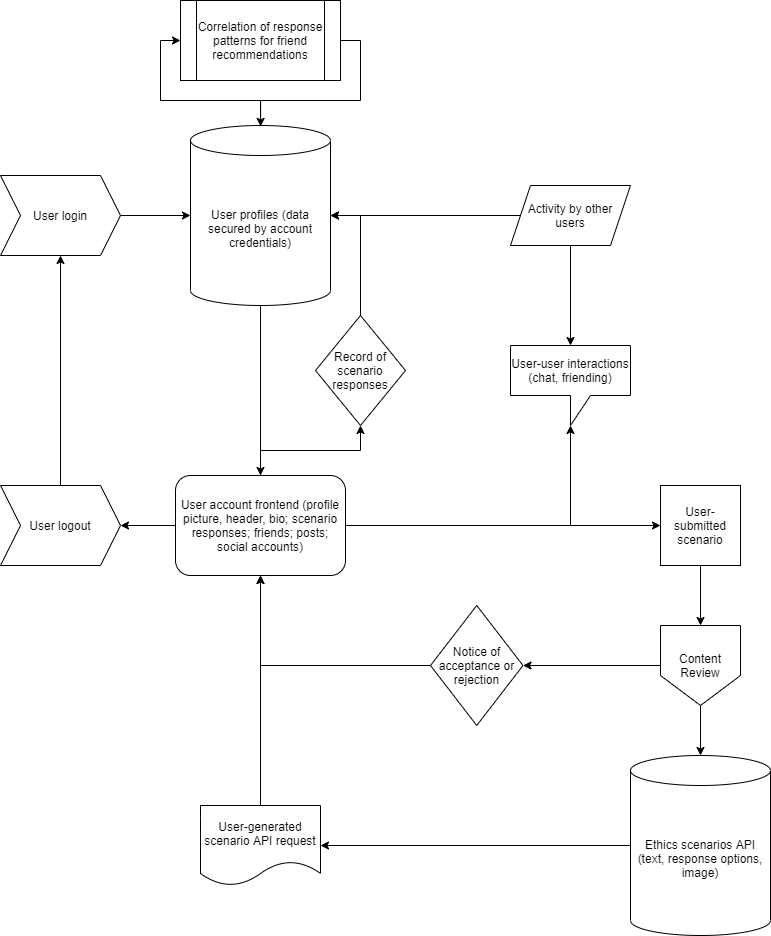 Correlation of response
patterns for friend
recommendations
User login
User profiles (data
secured by account
credentials)
Activity by other
users
Record of
scenario
responses
User-user interactions
(chat, friending)
User logout
User account frontend (profile
picture, header, bio; scenario
responses; friends; posts;
social accounts)
User-
submitted
scenario
Notice of
acceptance or
rejection
Content
Review
User-generated
scenario API request
Ethics scenarios API
(text, response options,
image)